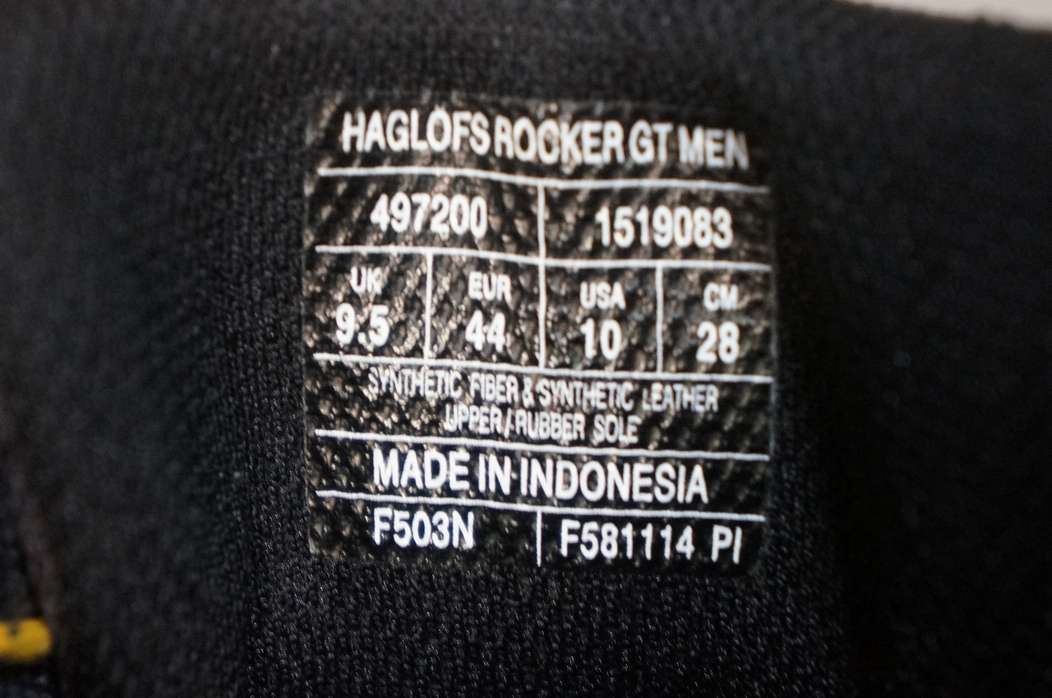 HAGLÖFS ROCKER GT MEN
497200 1519083
UK EUR USA CM
9.5 44 10 28
SYNTHETIC FIBER & SYNTHETIC LEATHER
UPPER/RUBBER SOLE
MADE IN INDONESIA
F503N F581114 PI